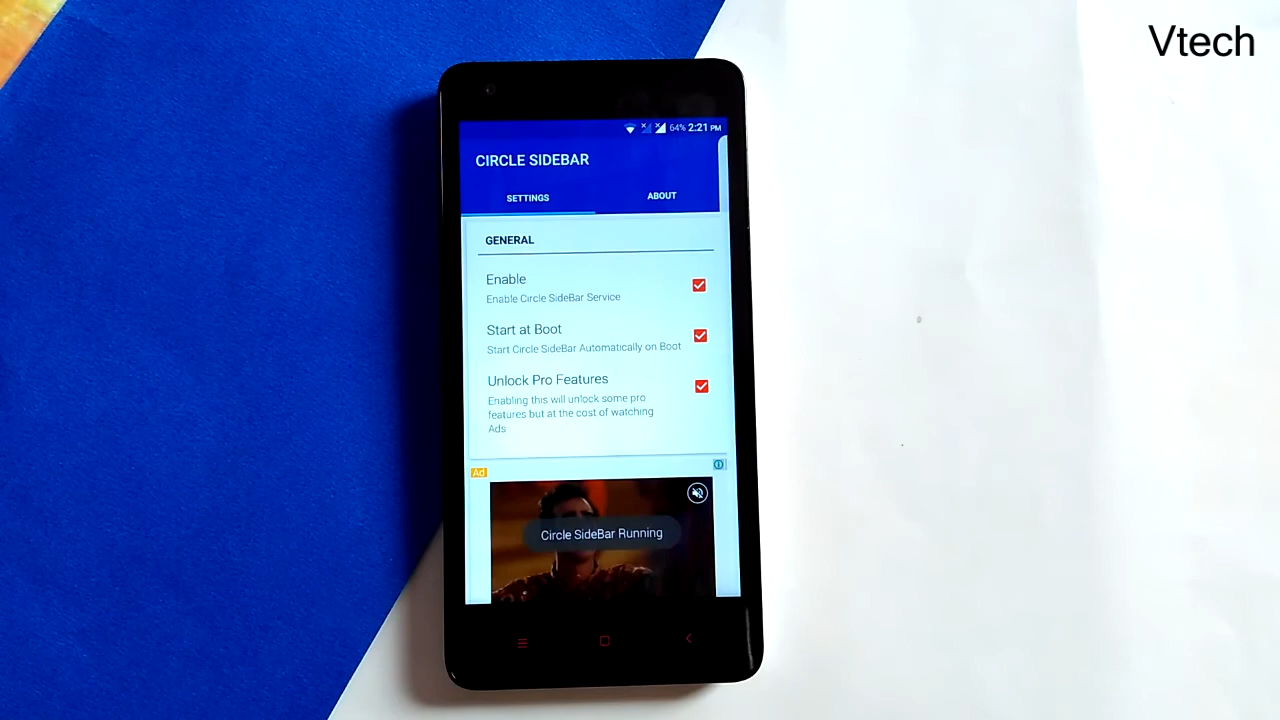 Vtech
64% 2:21 PM
CIRCLE SIDEBAR
SETTINGS ABOUT
GENERAL
Enable
Enable Circle SideBar Service
Start at Boot
Start Circle SideBar Automatically on Boot
Unlock Pro Features
Enabling this will unlock some pro
features but at the cost of watching
Ads
Ad
Circle SideBar Running